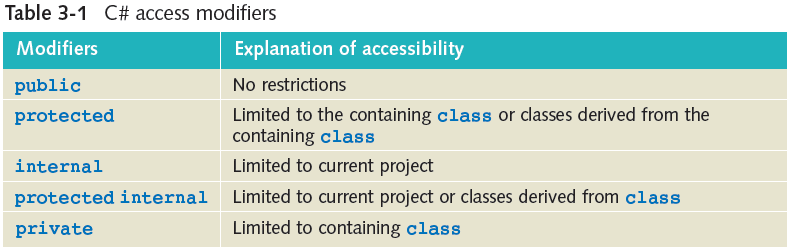 Table 3-1 C# access modifiers
Modifiers Explanation of accessibility
public No restrictions
protected Limited to the containing class or classes derived from the
containing class
internal Limited to current project
protected internal Limited to current project or classes derived from class
private Limited to containing class